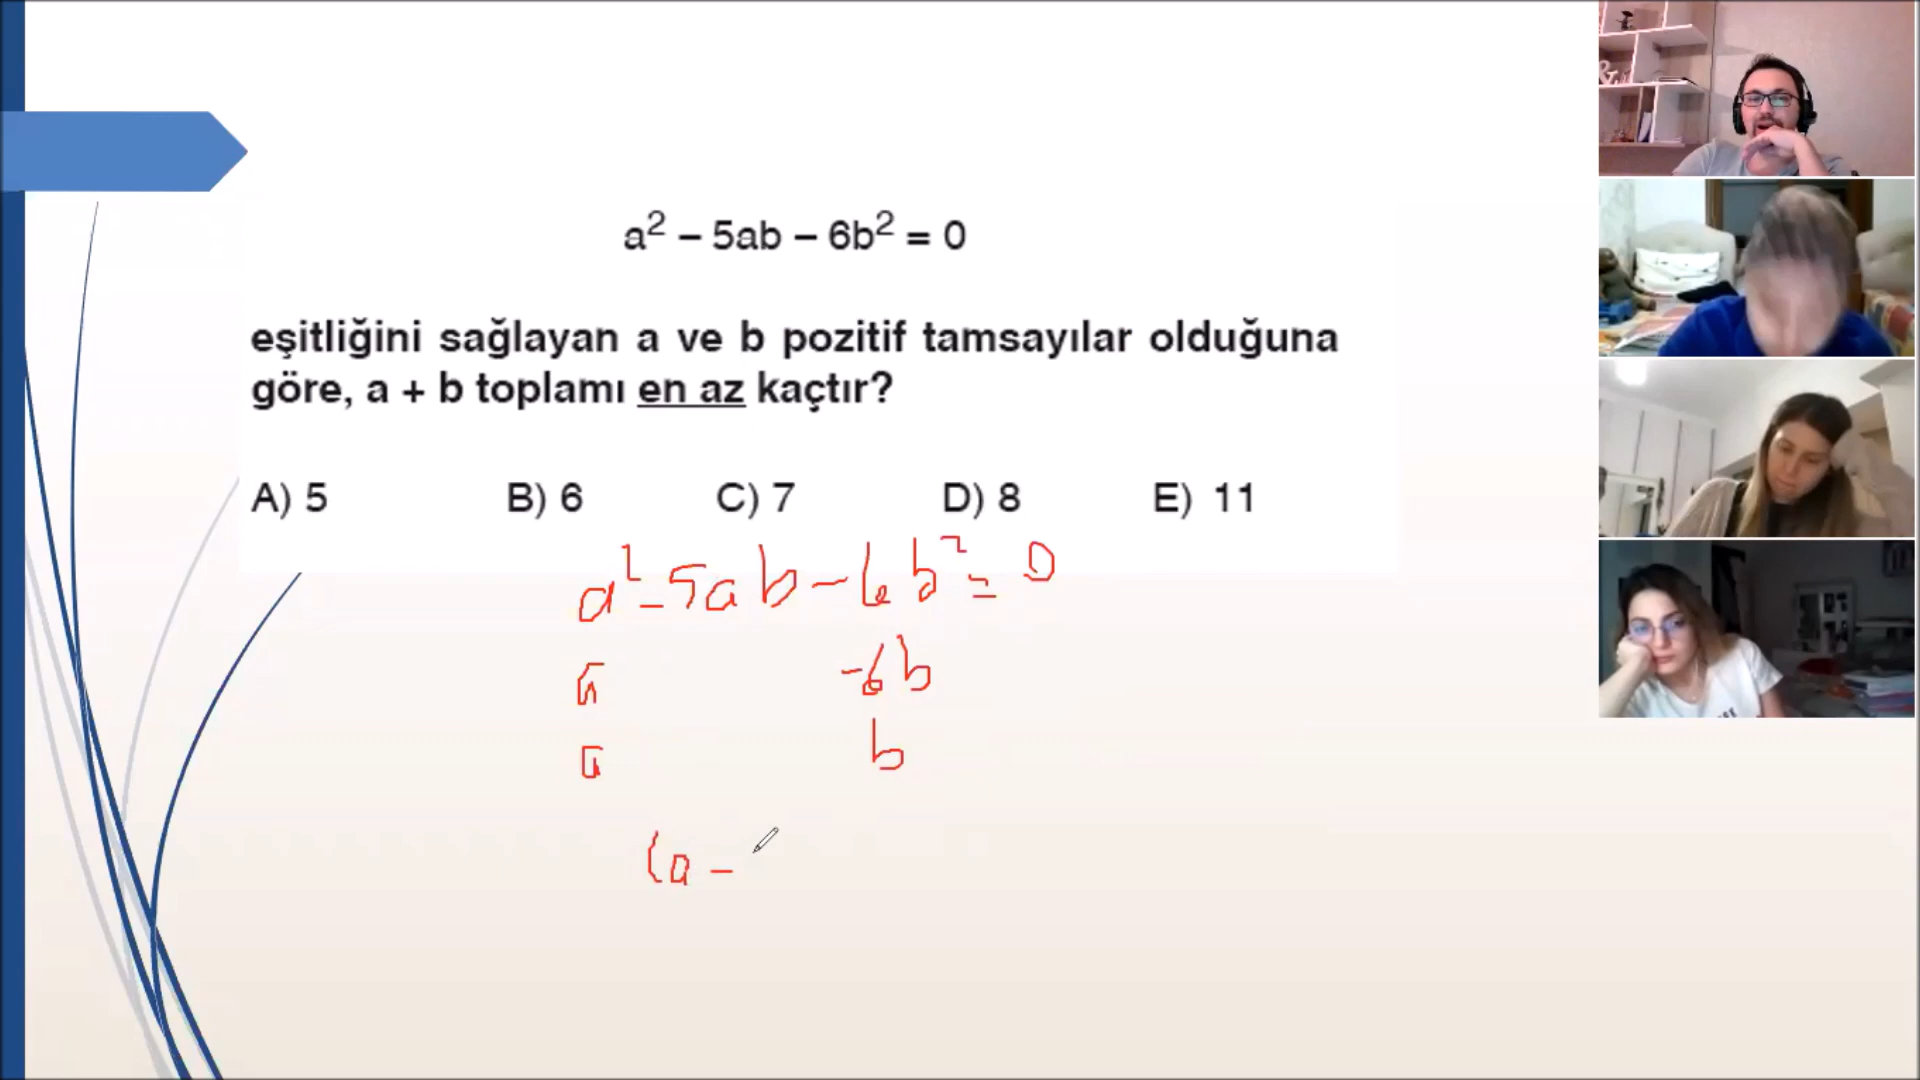 a² – 5ab – 6b² = 0
eşitliğini sağlayan a ve b pozitif tamsayılar olduğuna
göre, a + b toplamı en az kaçtır?
A) 5 B) 6 C) 7 D) 8 E) 11
a² - 5ab - 6b² = 0
a -6b
a b
(a -